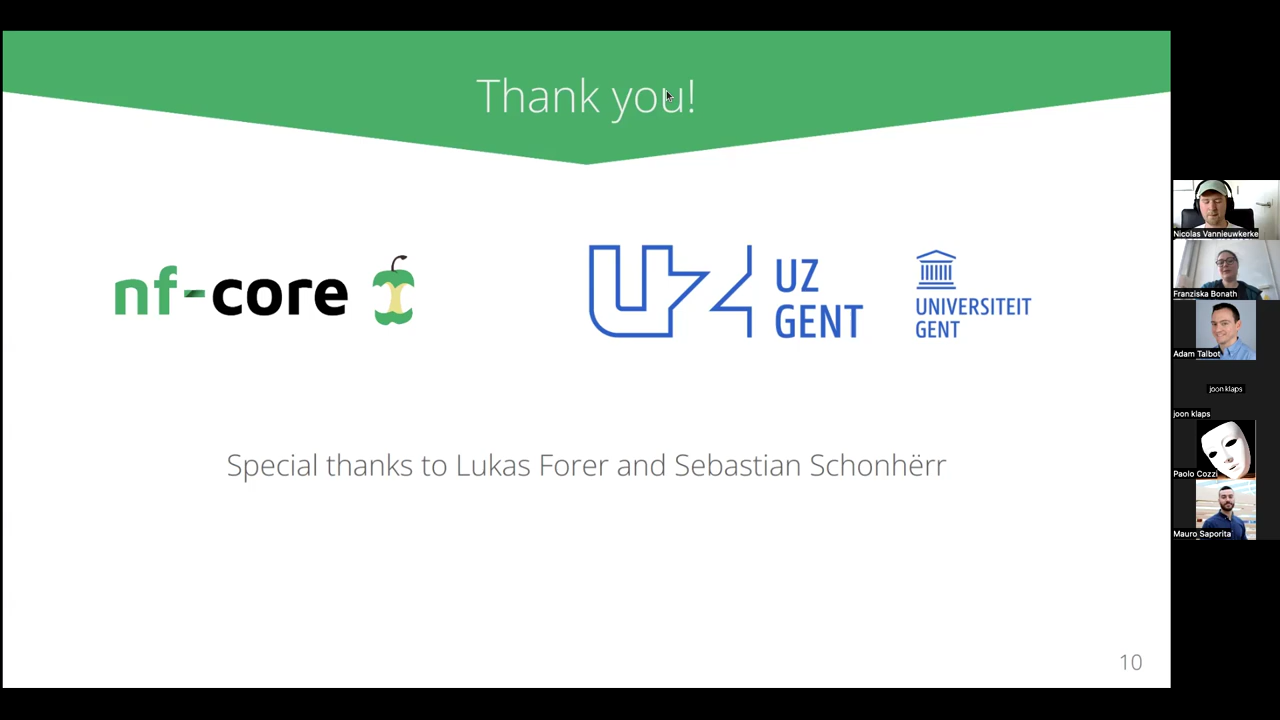 Thank you!
nf-core
UZ
GENT
UNIVERSITEIT
GENT
Special thanks to Lukas Forer and Sebastian Schonhërr
10
Nicolas Vannieuwkerke
Franziska Bonath
Adam Talbot
joon klaps
joon klaps
Paolo Cozzi
Mauro Saporita